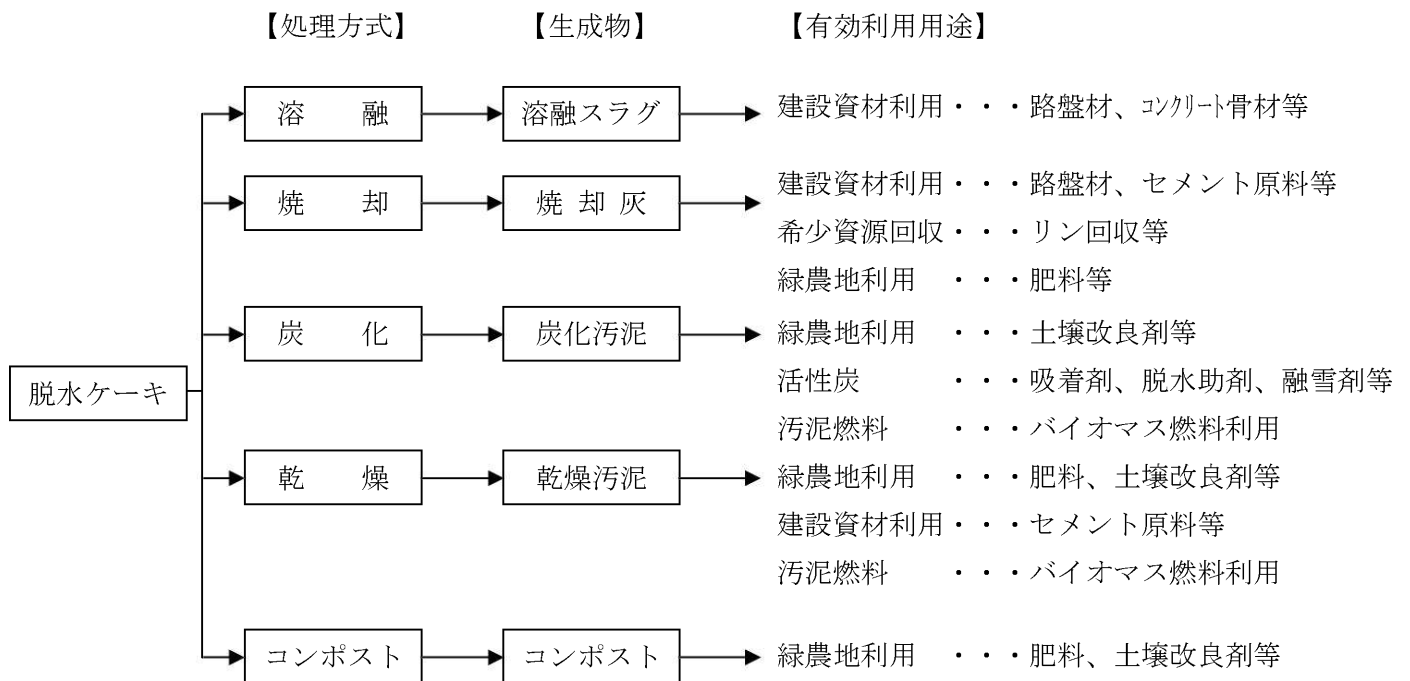 【処理方式】 【生成物】 【有効利用用途】
溶　　融 溶融スラグ 建設資材利用・・・路盤材、ｺﾝｸﾘｰﾄ骨材等
焼　　却 焼 却 灰 建設資材利用・・・路盤材、セメント原料等
希少資源回収・・・リン回収等
緑農地利用　・・・肥料等
炭　　化 炭化汚泥 緑農地利用　・・・土壌改良剤等
脱水ケーキ 活性炭　　　・・・吸着剤、脱水助剤、融雪剤等
汚泥燃料　　・・・バイオマス燃料利用
乾　　燥 乾燥汚泥 緑農地利用　・・・肥料、土壌改良剤等
建設資材利用・・・セメント原料等
汚泥燃料　　・・・バイオマス燃料利用
コンポスト コンポスト 緑農地利用　・・・肥料、土壌改良剤等